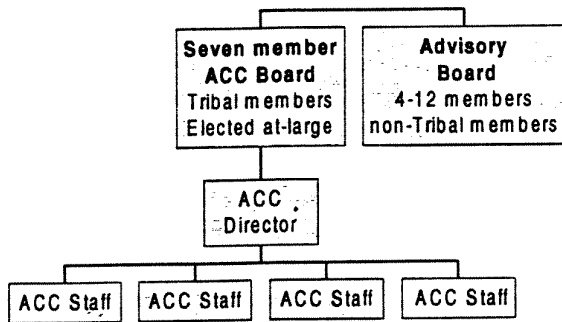 Seven member
ACC Board
Tribal members
Elected at-large
Advisory
Board
4-12 members
non-Tribal members
ACC
Director
ACC Staff
ACC Staff
ACC Staff
ACC Staff